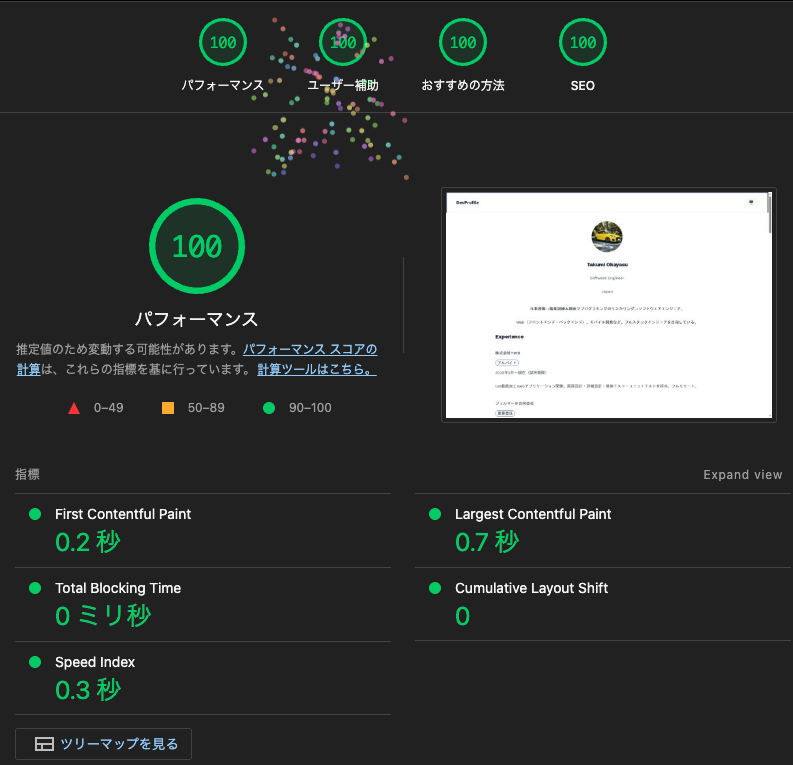 100
100
100
100
パフォーマンス
ユーザー補助
おすすめの方法
SEO
100
パフォーマンス
推定値のため変動する可能性があります。パフォーマンス スコアの
計算は、これらの指標を基に行っています。計算ツールはこちら。
0–49
50–89
90–100
DevProfile
Takumi Okayasu
Software Engineer
Experience
アルバイト
指標
Expand view
First Contentful Paint
0.2 秒
Largest Contentful Paint
0.7 秒
Total Blocking Time
0 ミリ秒
Cumulative Layout Shift
0
Speed Index
0.3 秒
ツリーマップを見る